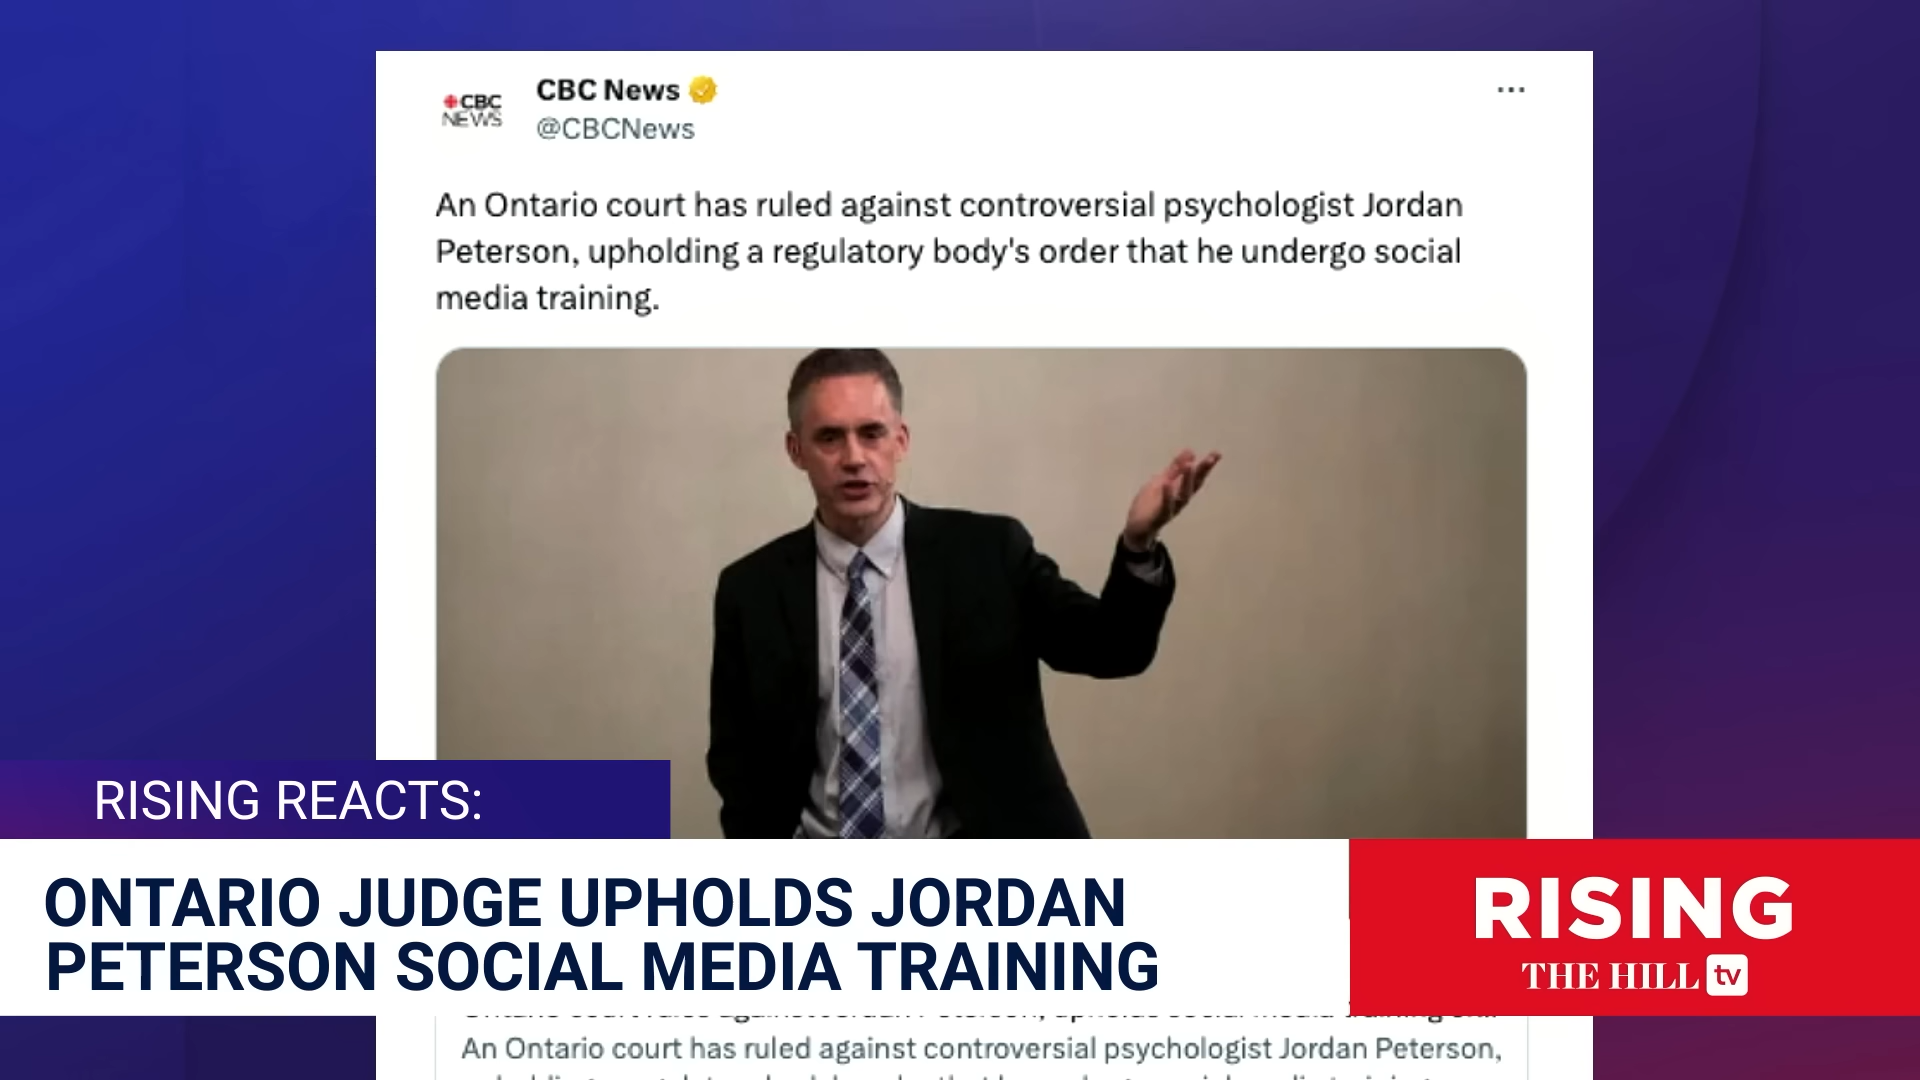 CBC
NEWS
CBC News
@CBCNews
An Ontario court has ruled against controversial psychologist Jordan
Peterson, upholding a regulatory body's order that he undergo social
media training.
RISING REACTS:
ONTARIO JUDGE UPHOLDS JORDAN
PETERSON SOCIAL MEDIA TRAINING
RISING
THE HILL tv
An Ontario court has ruled against controversial psychologist Jordan Peterson,